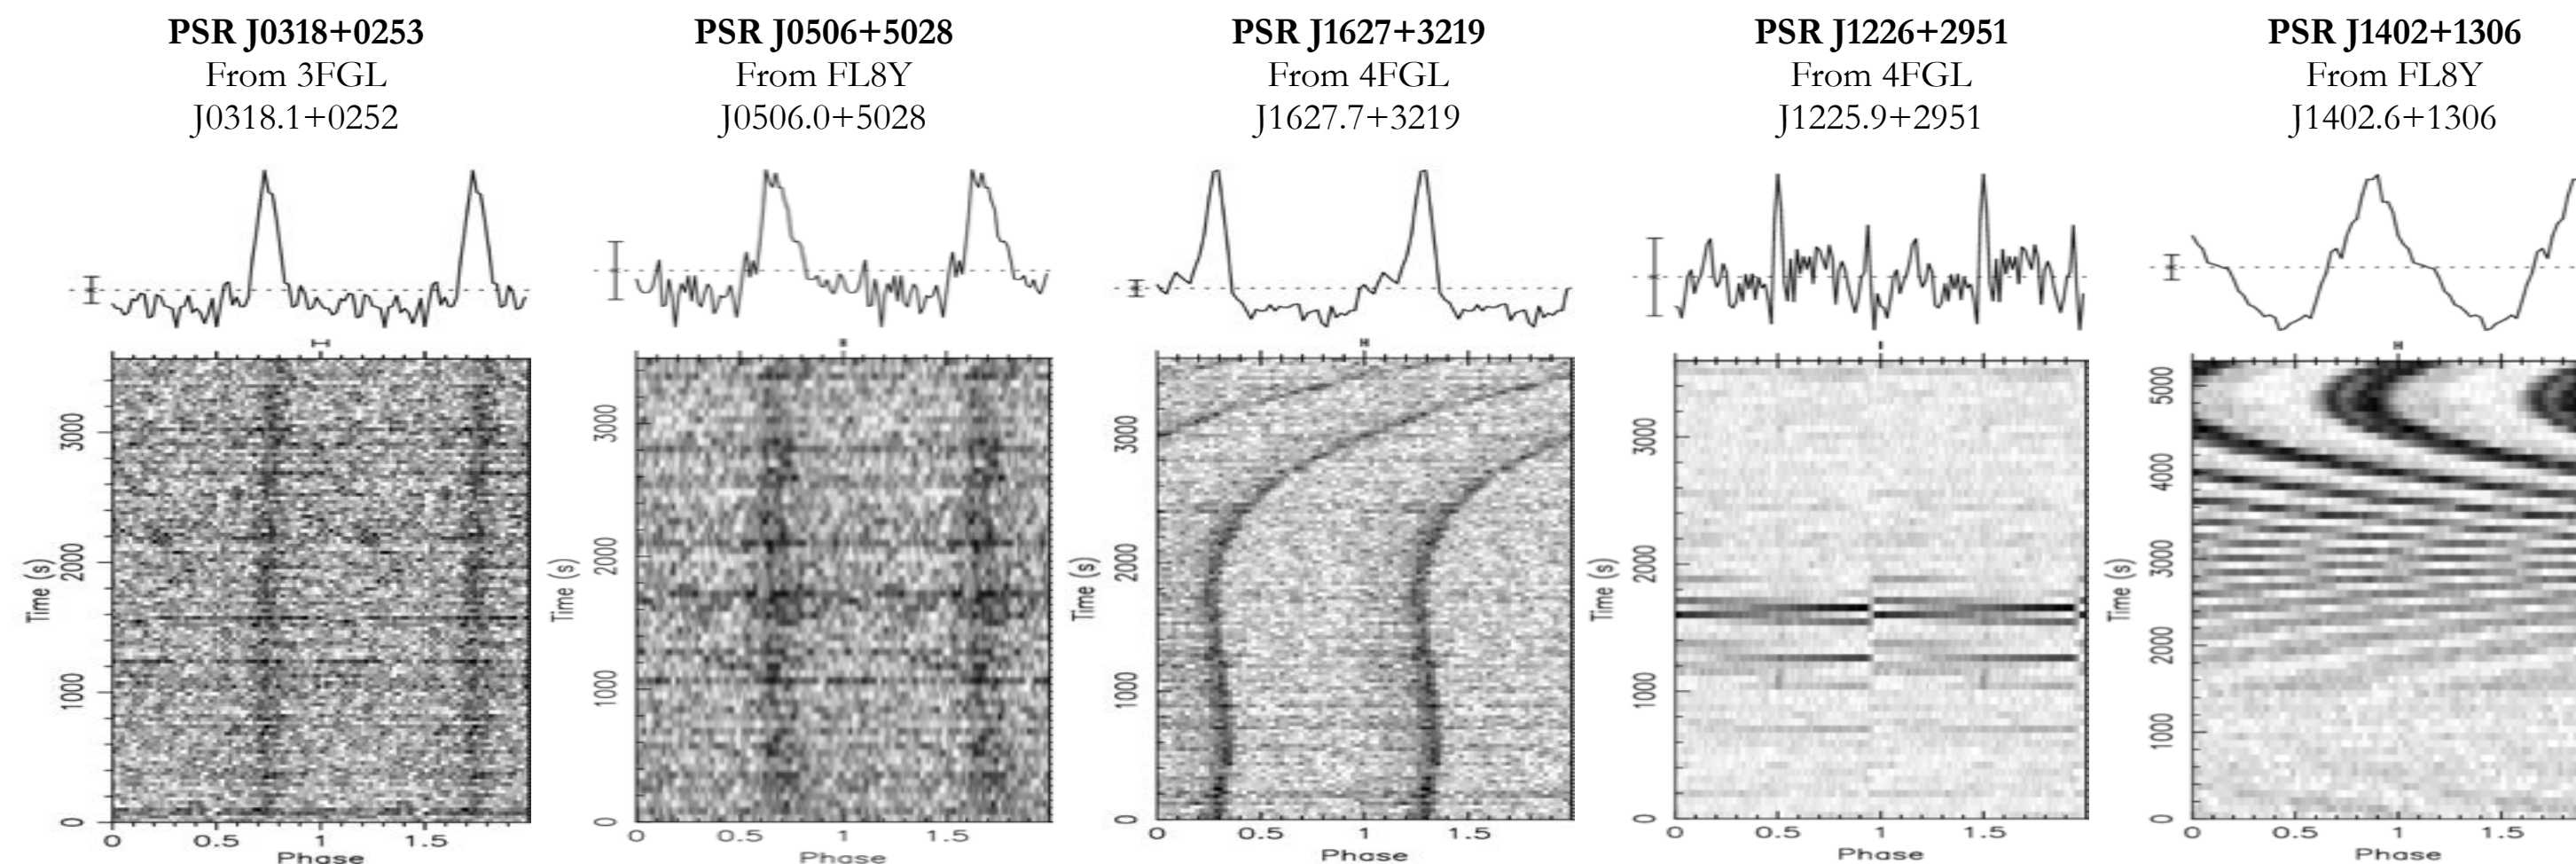 PSR J0318+0253
From 3FGL
J0318.1+0252
PSR J0506+5028
From FL8Y
J0506.0+5028
PSR J1627+3219
From 4FGL
J1627.7+3219
PSR J1226+2951
From 4FGL
J1225.9+2951
PSR J1402+1306
From FL8Y
J1402.6+1306
Time (s)
3000
2000
1000
0
0 0.5 1 1.5
Phase
Time (s)
3000
2000
1000
0
0 0.5 1 1.5
Phase
Time (s)
3000
2000
1000
0
0 0.5 1 1.5
Phase
Time (s)
3000
2000
1000
0
0 0.5 1 1.5
Phase
Time (s)
5000
4000
3000
2000
1000
0
0 0.5 1 1.5
Phase